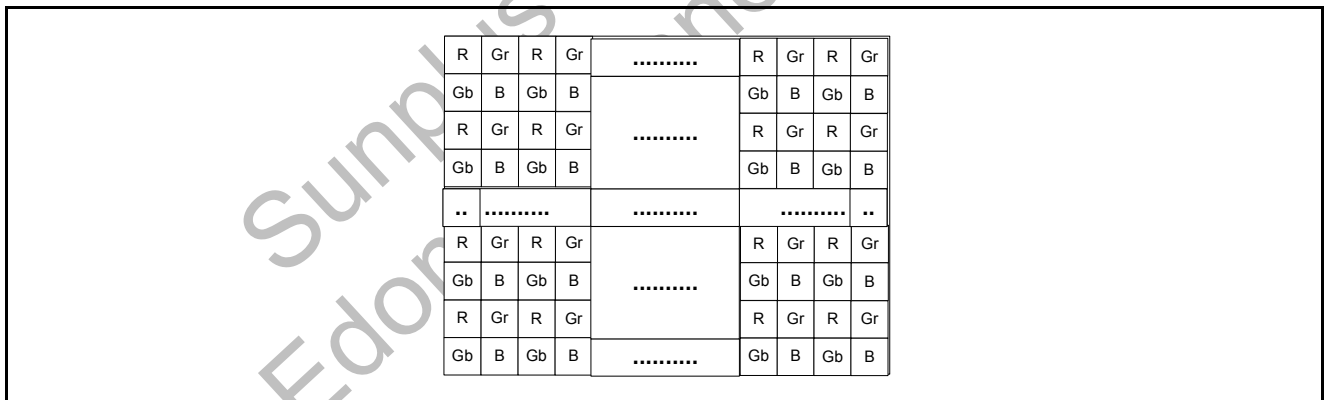 R Gr R Gr .......... R Gr R Gr
Gb B Gb B Gb B Gb B
R Gr R Gr .......... R Gr R Gr
Gb B Gb B Gb B Gb B
.. .......... .......... .......... ..
R Gr R Gr R Gr R Gr
Gb B Gb B .......... Gb B Gb B
R Gr R Gr R Gr R Gr
Gb B Gb B .......... Gb B Gb B
Sunplus